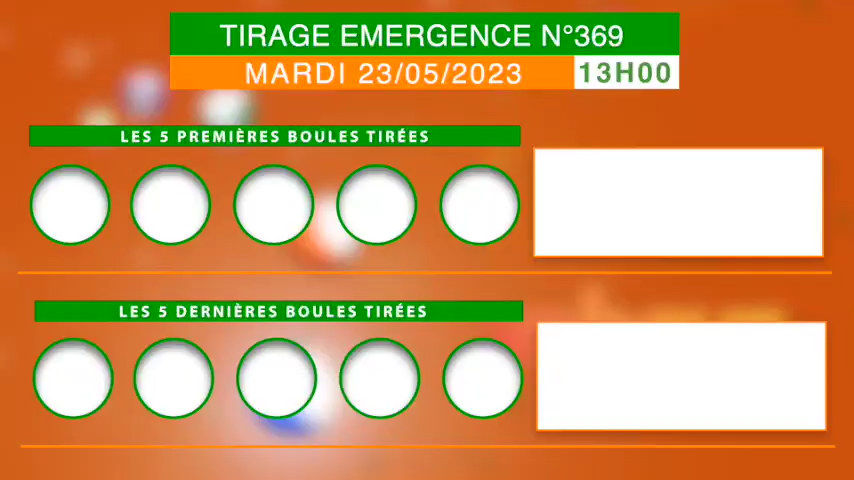 TIRAGE EMERGENCE N°369
MARDI 23/05/2023 13H00
LES 5 PREMIÈRES BOULES TIRÉES
LES 5 DERNIÈRES BOULES TIRÉES